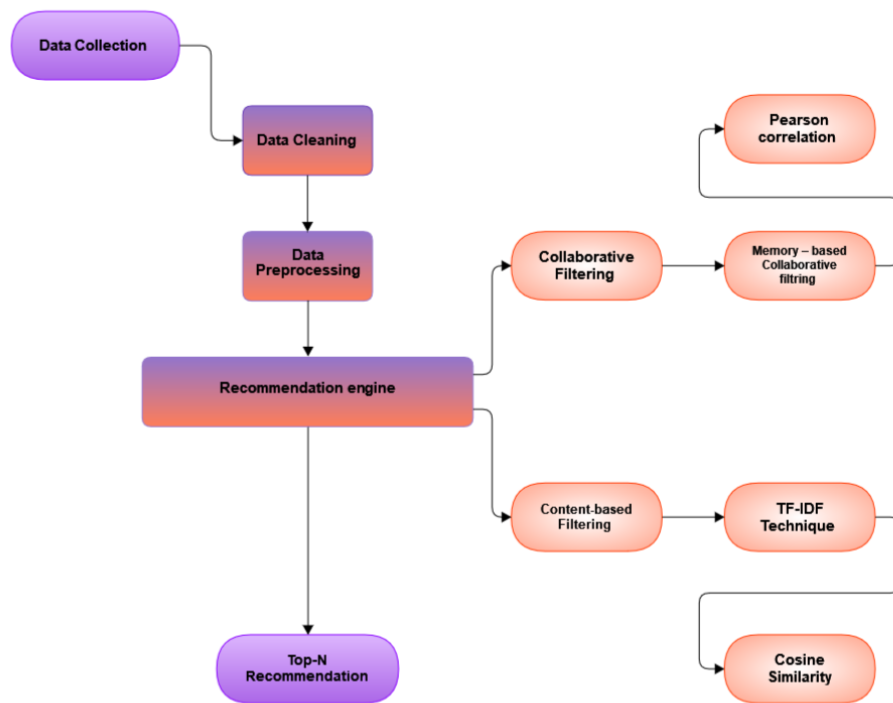 Data Collection
Data Cleaning
Pearson
correlation
Data
Preprocessing
Collaborative
Filtering
Memory – based
Collaborative
filtring
Recommendation engine
Content-based
Filtering
TF-IDF
Technique
Top-N
Recommendation
Cosine
Similarity